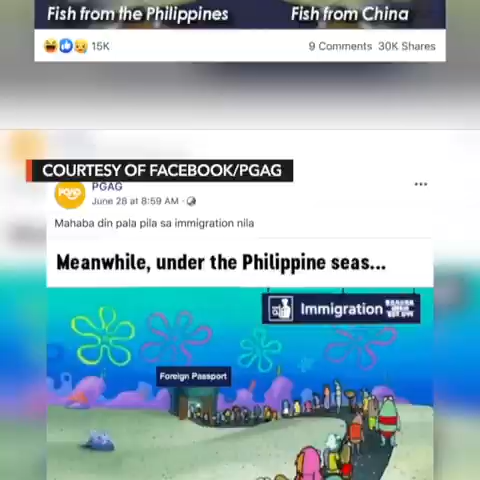 Fish from the Philippines
Fish from China
15K
9 Comments 30K Shares
COURTESY OF FACEBOOK/PGAG
PGAG
June 28 at 8:59 AM
Mahaba din pala pila sa immigration nila
Meanwhile, under the Philippine seas...
Immigration
Foreign Passport